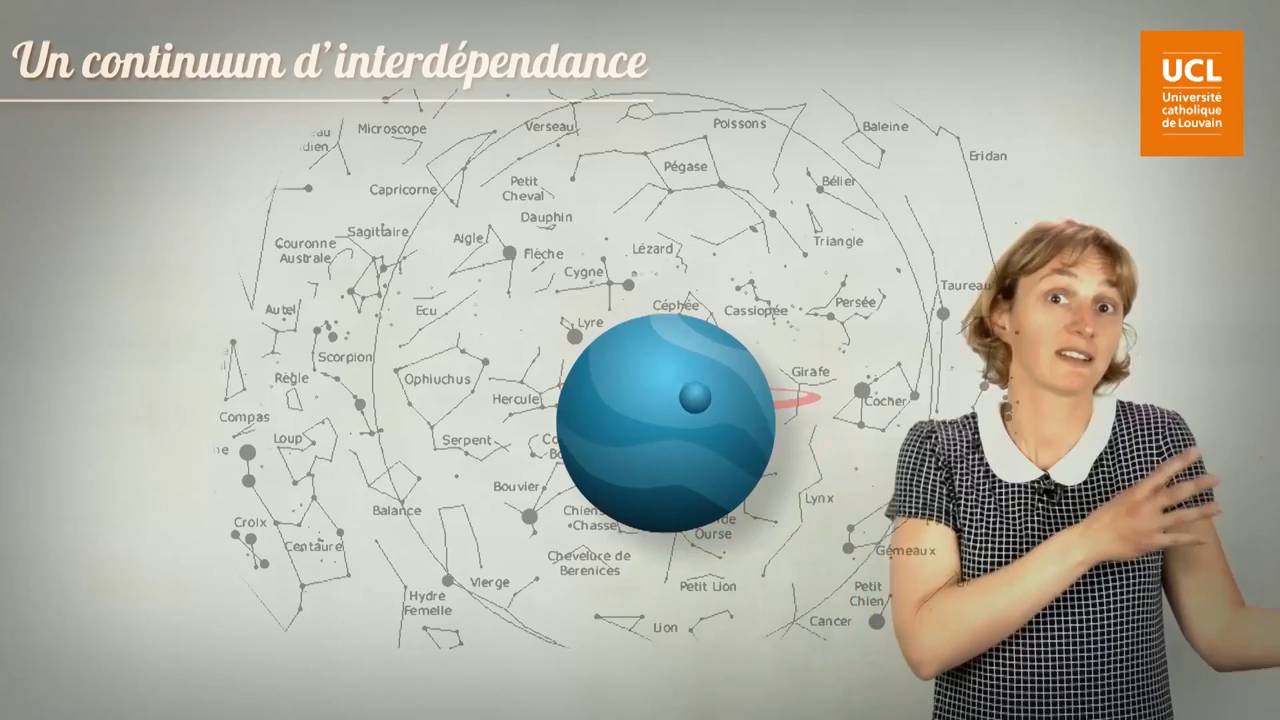 Un continuum d'interdépendance
UCL
Université
catholique
de Louvain
Microscope
Verseau
Poissons
Baleine
Eridan
Pégase
Capricorne
Petit
Cheval
Bélier
Dauphin
Sagittaire
Couronne
Australe
Aigle
Flèche
Lézard
Triangle
Cygne
Taureau
Autel
Ecu
Céphée
Cassiopée
Persée
Lyre
Scorpion
Règle
Ophiuchus
Hercule
Girafe
Cocher
Compas
Loup
Serpent
Bouvier
Lynx
Balance
Chiens
Chasse
Ourse
Croix
Centaure
Chevelure de
Berenices
Gémeaux
Vierge
Petit Lion
Petit
Chien
Hydre
Femelle
Lion
Cancer